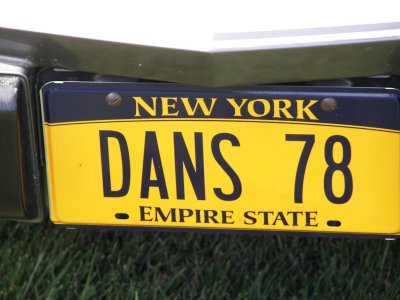 NEW YORK
DANS 78
EMPIRE STATE